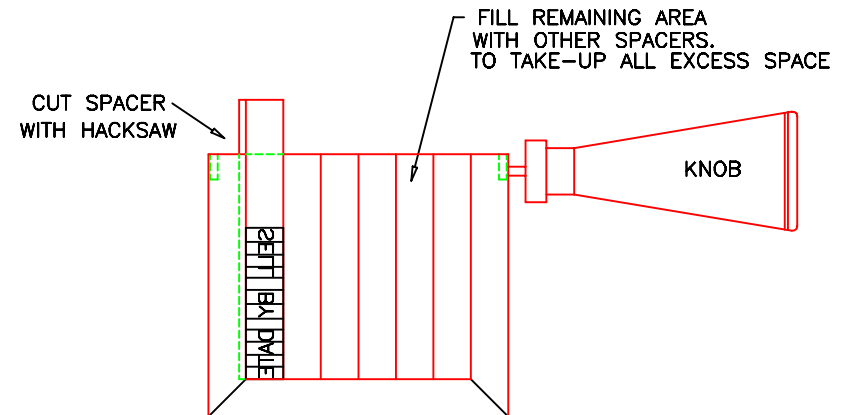 FILL REMAINING AREA
WITH OTHER SPACERS.
TO TAKE-UP ALL EXCESS SPACE
CUT SPACER
WITH HACKSAW
KNOB
SELL BY DATE